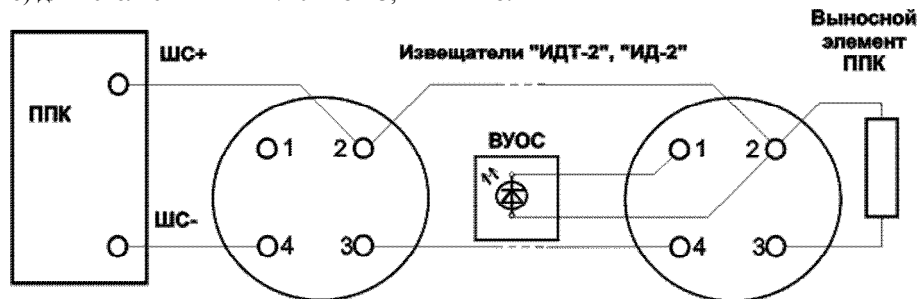 Выносной
элемент
ППК
ШС+
Извещатели "ИДТ-2", "ИД-2"
ППК
1
2
ВУОС
1
2
ШС-
4
3
4
3